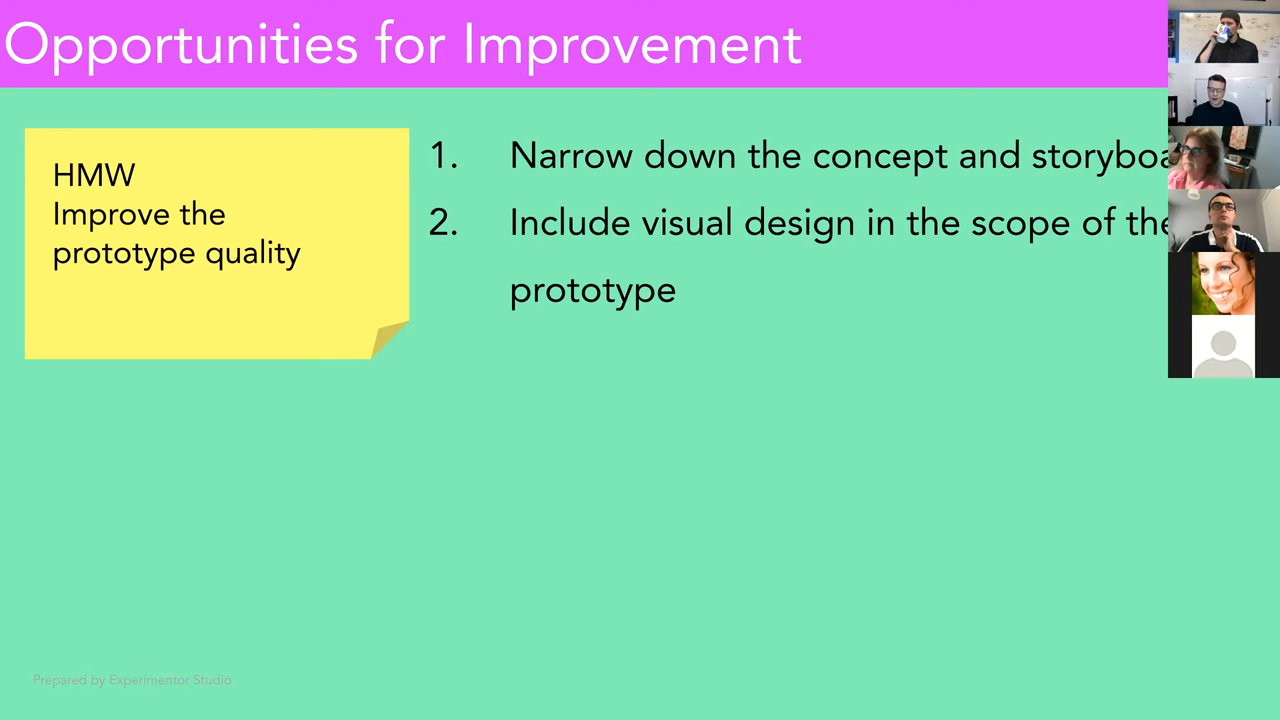 Opportunities for Improvement
HMW
Improve the
prototype quality
1. Narrow down the concept and
2. Include visual design in the scope of the
prototype
Prepared by Experimentor Studio